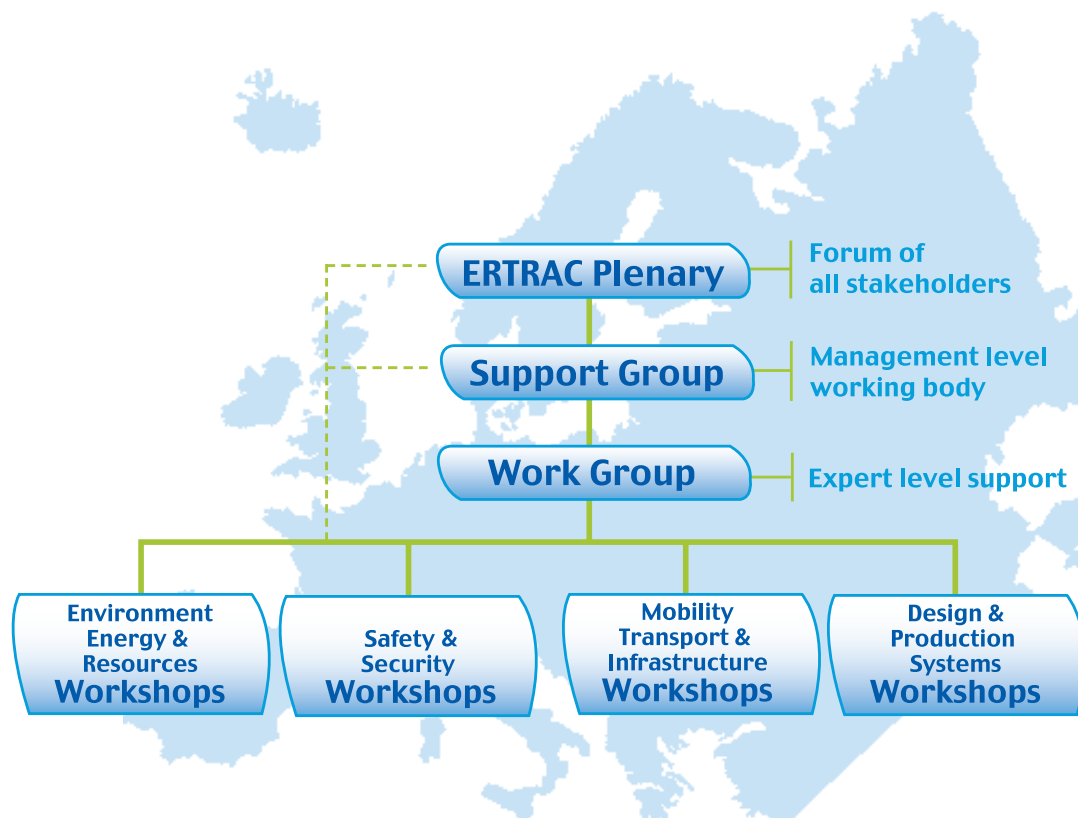 ERTRAC Plenary
Forum of
all stakeholders
Support Group
Management level
working body
Work Group
Expert level support
Environment
Energy &
Resources
Workshops
Safety &
Security
Workshops
Mobility
Transport &
Infrastructure
Workshops
Design &
Production
Systems
Workshops